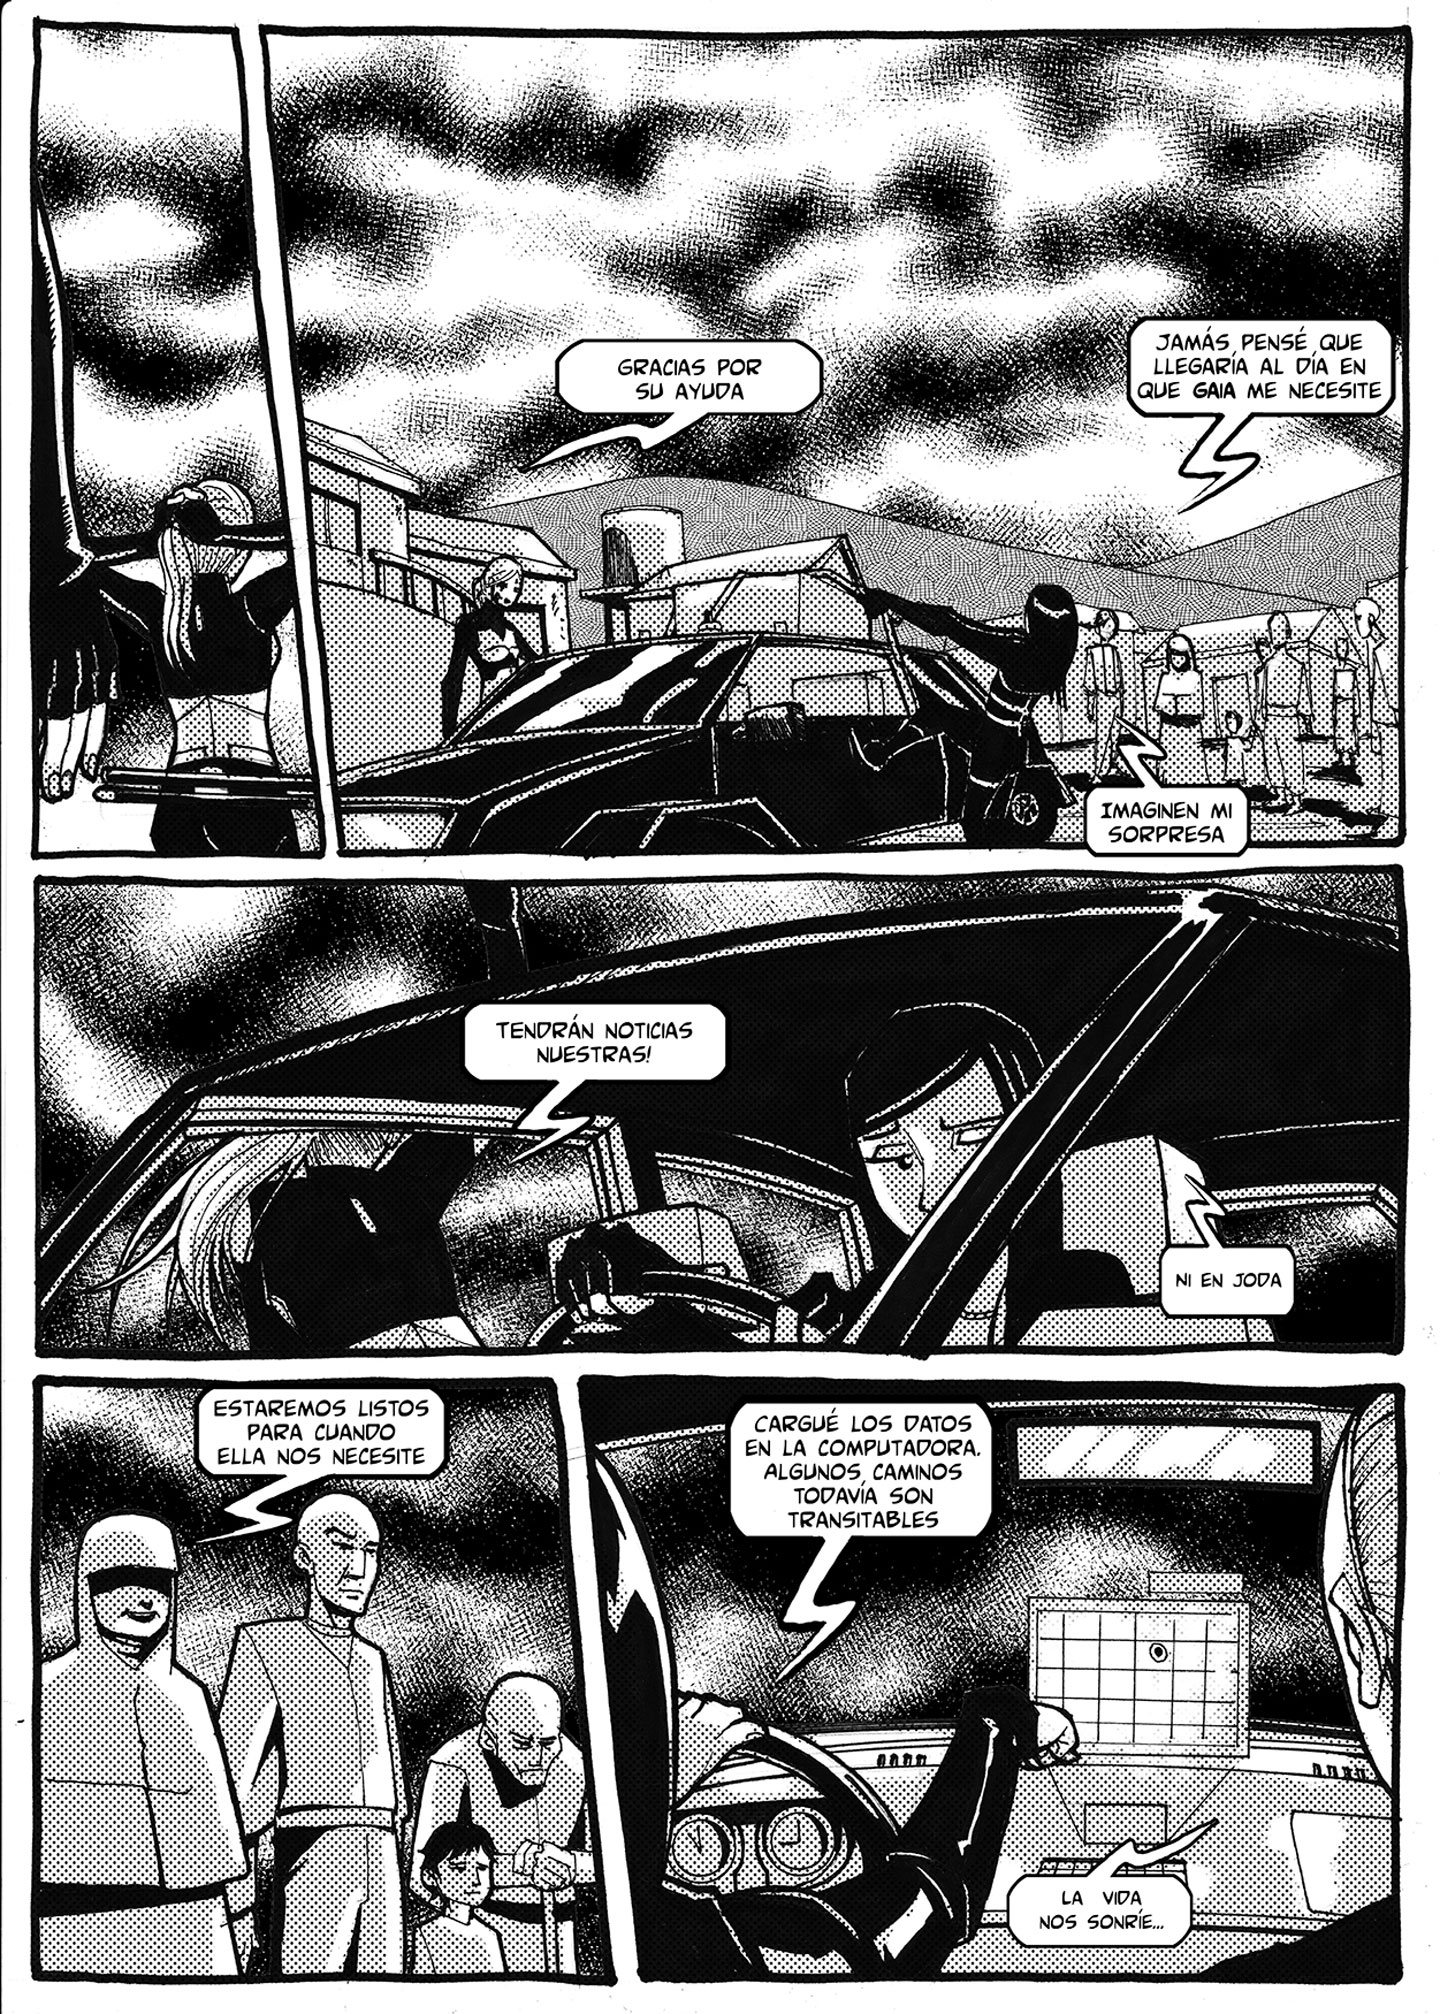 GRACIAS POR
SU AYUDA
JAMÁS PENSÉ QUE
LLEGARÍA AL DÍA EN
QUE GAIA ME NECESITE
IMAGINEN MI
SORPRESA
TENDRÁN NOTICIAS
NUESTRAS!
NI EN JODA
ESTAREMOS LISTOS
PARA CUANDO
ELLA NOS NECESITE
CARGUÉ LOS DATOS
EN LA COMPUTADORA.
ALGUNOS CAMINOS
TODAVÍA SON
TRANSITABLES
LA VIDA
NOS SONRÍE...